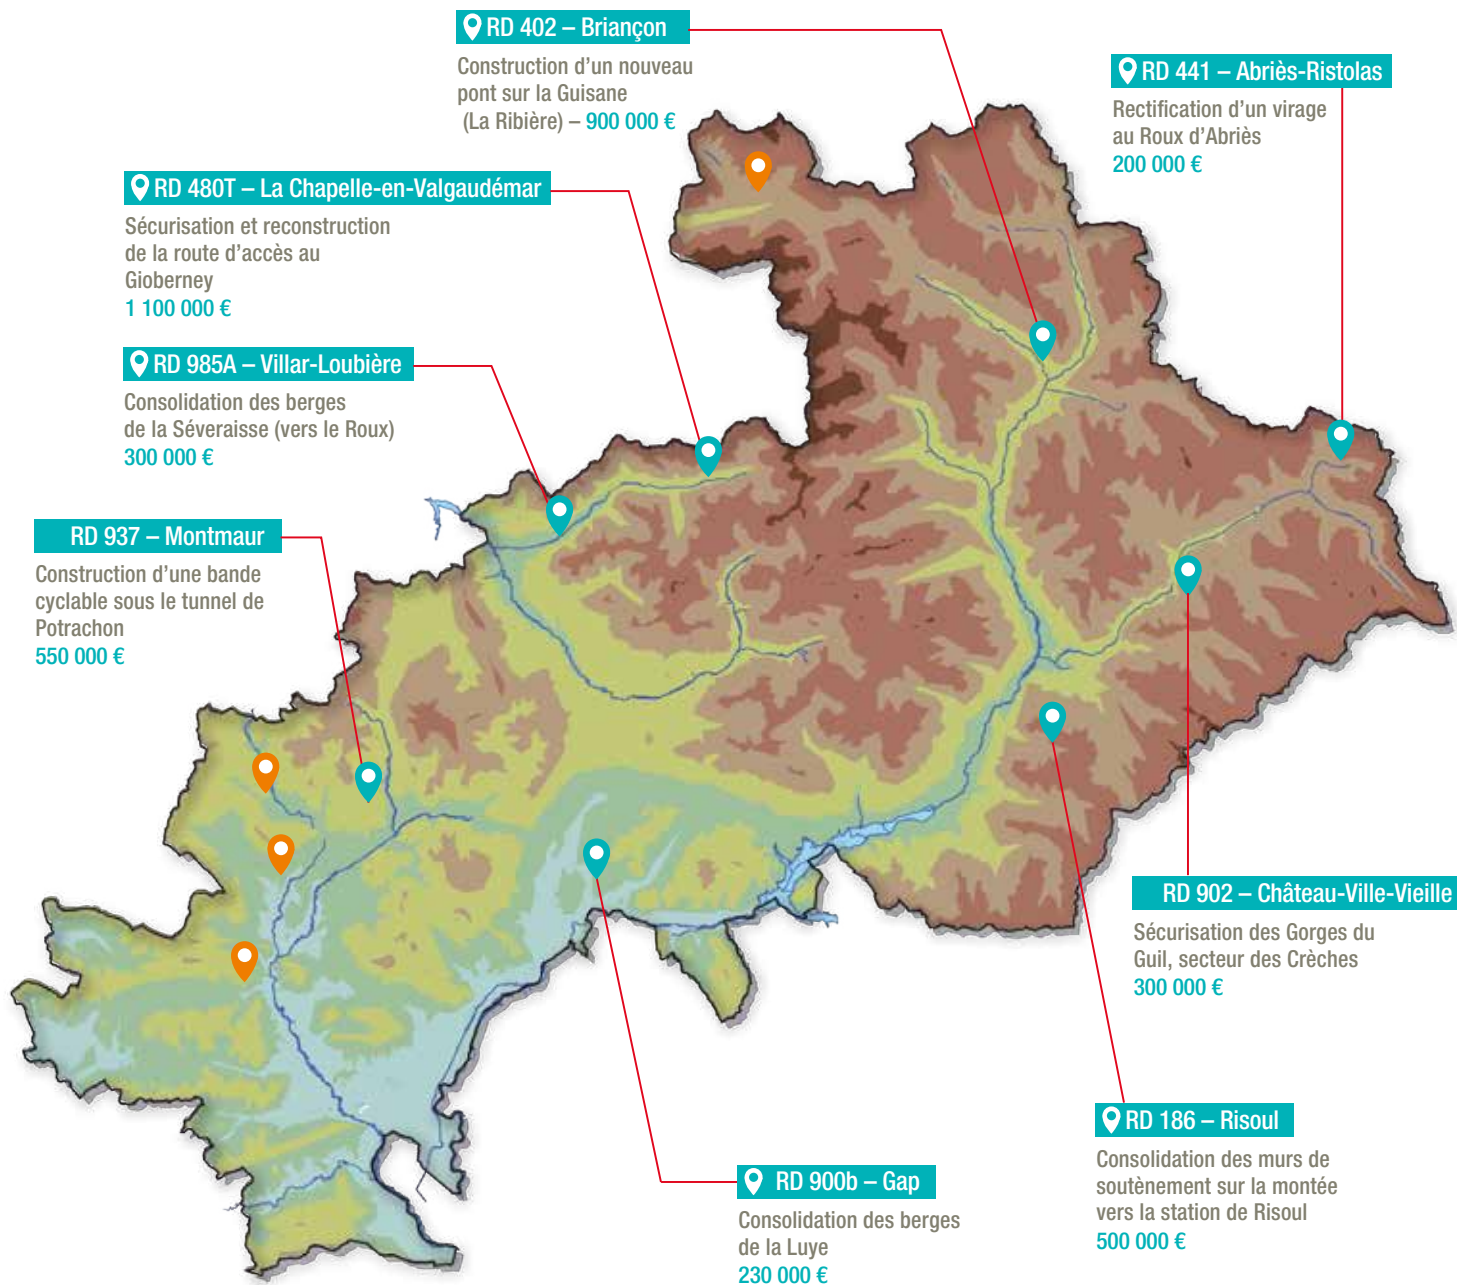 RD 402 – Briançon
Construction d’un nouveau
pont sur la Guisane
(La Ribière) – 900 000 €
RD 441 – Abriès-Ristolas
Rectification d’un virage
au Roux d’Abriès
200 000 €
RD 480T – La Chapelle-en-Valgaudémar
Sécurisation et reconstruction
de la route d’accès au
Gioberney
1 100 000 €
RD 985A – Villar-Loubière
Consolidation des berges
de la Séveraisse (vers le Roux)
300 000 €
RD 937 – Montmaur
Construction d’une bande
cyclable sous le tunnel de
Potrachon
550 000 €
RD 902 – Château-Ville-Vieille
Sécurisation des Gorges du
Guil, secteur des Crèches
300 000 €
RD 186 – Risoul
Consolidation des murs de
soutènement sur la montée
vers la station de Risoul
500 000 €
RD 900b – Gap
Consolidation des berges
de la Luye
230 000 €